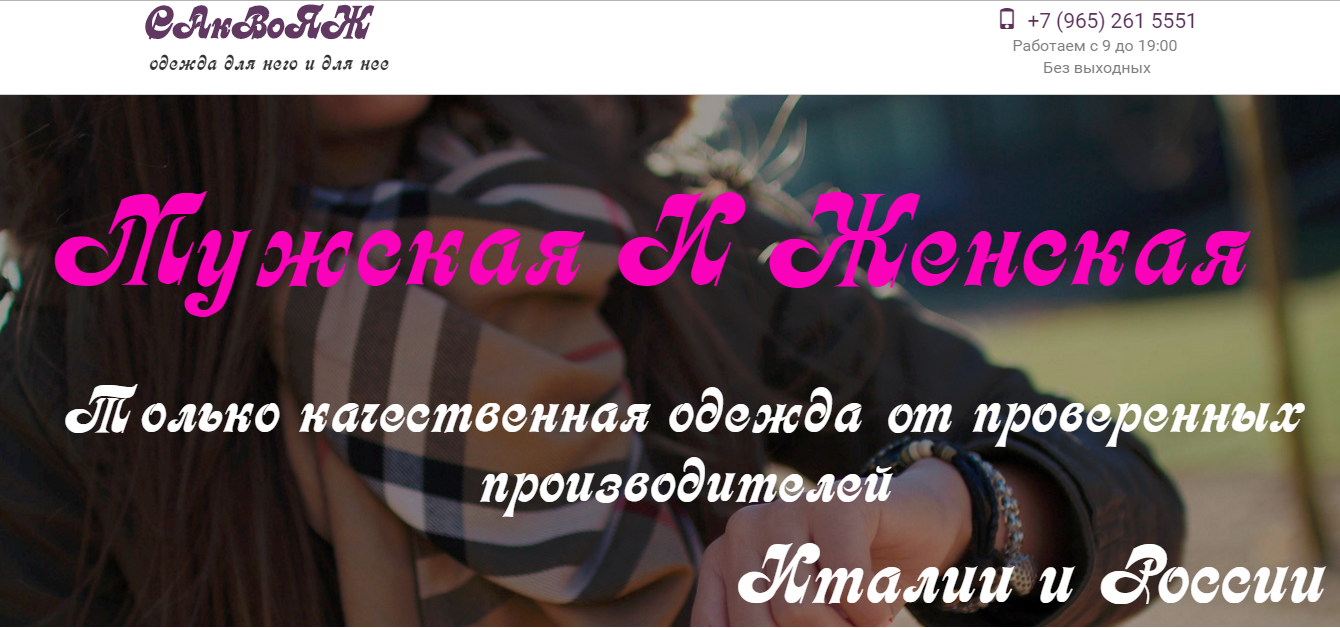 САнВоЯЖ
одежда для него и для нее
+7 (965) 261 5551
Работаем с 9 до 19:00
Без выходных
Мужская И Женская
Только качественная одежда от проверенных
производителей
Италии и России